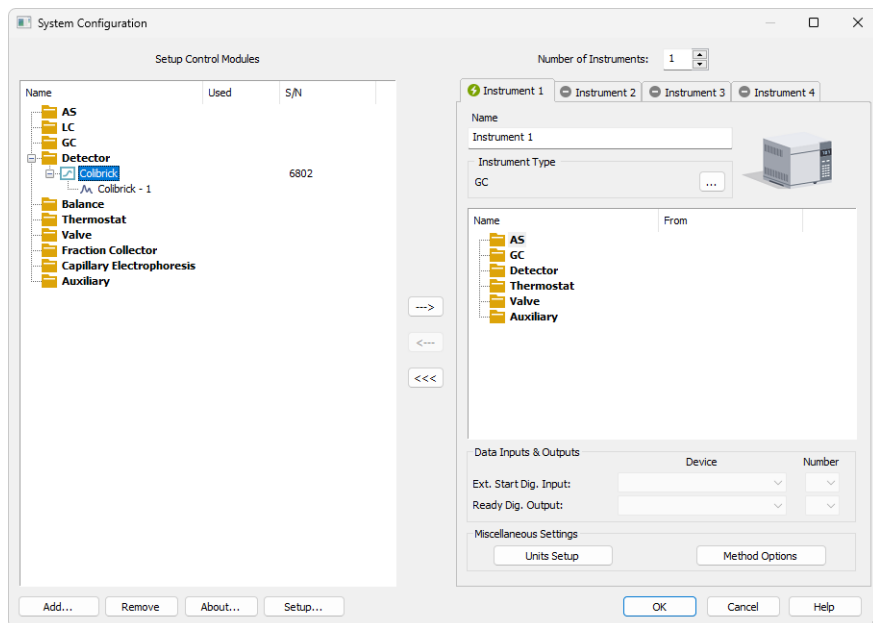 System Configuration
Setup Control Modules
Number of Instruments: 1
Name Used S/N
AS
LC
GC
Detector
Colibrick 6802
Colibrick - 1
Balance
Thermostat
Valve
Fraction Collector
Capillary Electrophoresis
Auxiliary
--->
<---
<<<
Instrument 1 Instrument 2 Instrument 3 Instrument 4
Name
Instrument 1
Instrument Type
GC ...
Name From
AS
GC
Detector
Thermostat
Valve
Auxiliary
Data Inputs & Outputs
Device Number
Ext. Start Dig. Input:
Ready Dig. Output:
Miscellaneous Settings
Units Setup Method Options
Add... Remove About... Setup... OK Cancel Help